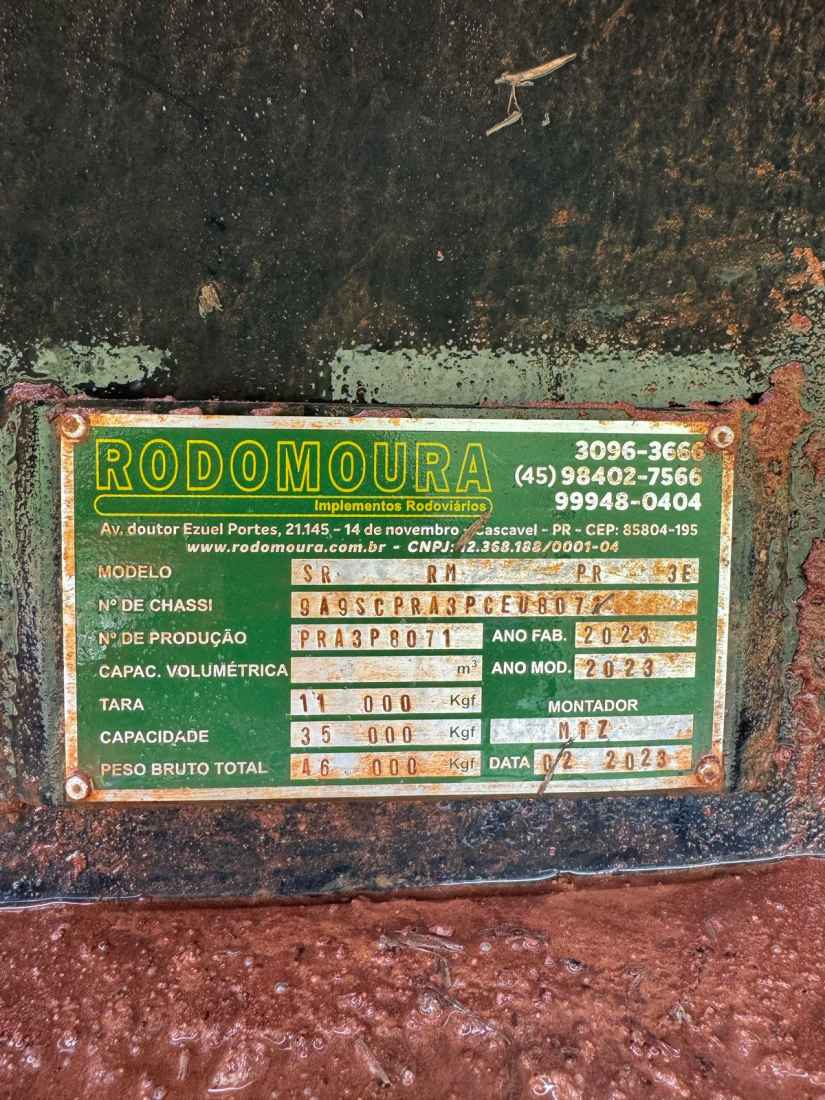 RODOMOURA
Implementos Rodoviários
3096-3666
(45) 98402-7566
99948-0404
Av. doutor Ezuel Portes, 21.145 - 14 de novembro - Cascavel - PR - CEP: 85804-195
www.rodomoura.com.br - CNPJ: 12.368.188/0001-04
MODELO SR RM PR 3E
Nº DE CHASSI 9A9SCPRA3PCEU8071
Nº DE PRODUÇÃO PRA3P8071 ANO FAB. 2023
CAPAC. VOLUMÉTRICA m³ ANO MOD. 2023
TARA 11 000 Kgf MONTADOR
CAPACIDADE 35 000 Kgf MTZ
PESO BRUTO TOTAL 46 000 Kgf DATA 02 2023